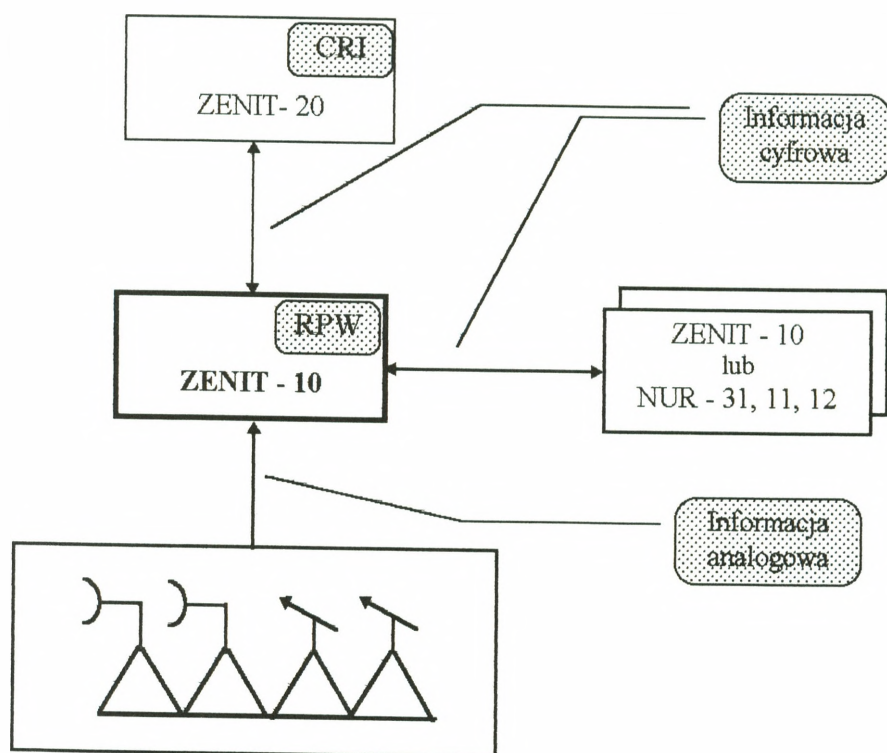 CRI
ZENIT- 20
Informacja
cyfrowa
RPW
ZENIT - 10
ZENIT - 10
lub
NUR - 31, 11, 12
Informacja
analogowa